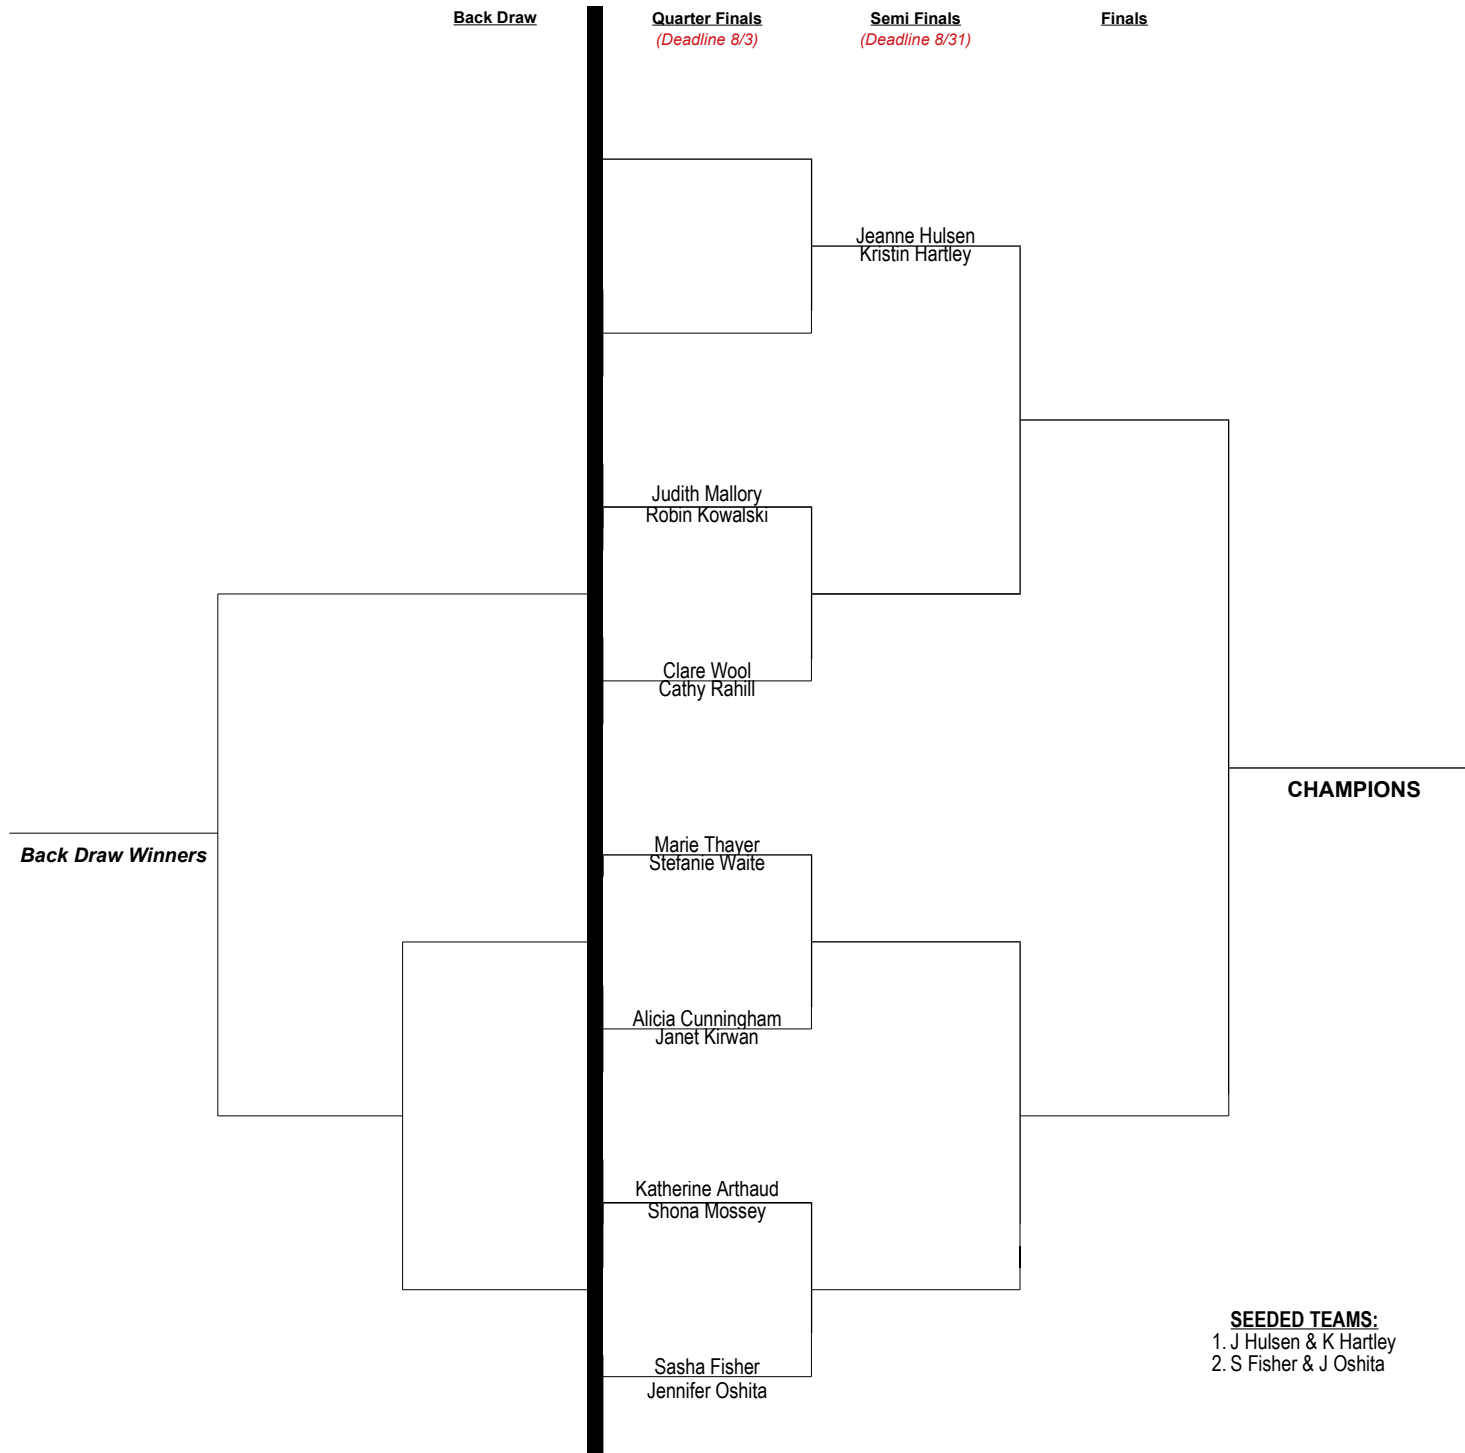 Back Draw
Quarter Finals
(Deadline 8/3)
Semi Finals
(Deadline 8/31)
Finals
Jeanne Hulsen
Kristin Hartley
Judith Mallory
Robin Kowalski
Clare Wool
Cathy Rahill
CHAMPIONS
Back Draw Winners
Marie Thayer
Stefanie Waite
Alicia Cunningham
Janet Kirwan
Katherine Arthaud
Shona Mossey
Sasha Fisher
Jennifer Oshita
SEEDED TEAMS:
1. J Hulsen & K Hartley
2. S Fisher & J Oshita